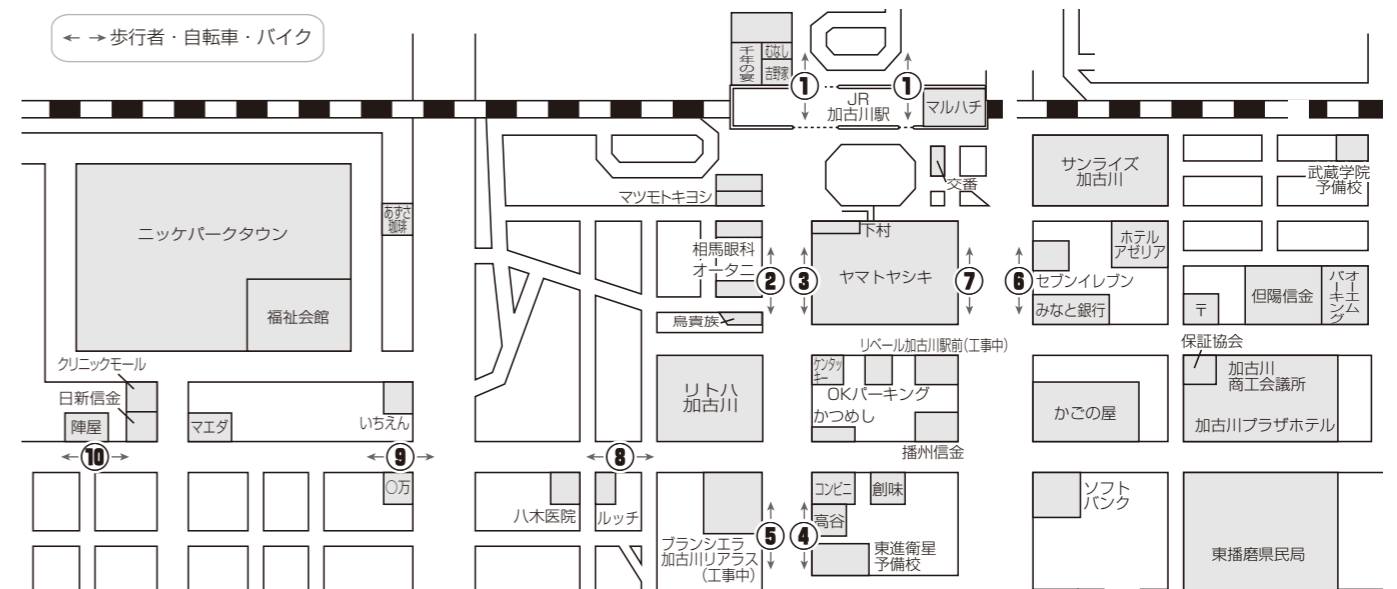 ←→歩行者・自転車・バイク
千年の宴
むなし
吉野家
①
①
JR
加古川駅
マルハチ
サンライズ
加古川
武蔵学院
予備校
交番
マツモトキヨシ
あずさ
珈琲
ニッケパークタウン
福祉会館
相馬眼科
オータニ
鳥貴族
②
③
下村
ヤマトヤシキ
⑦
⑥
ホテル
アゼリア
セブンイレブン
みなと銀行
〒
但陽信金
オーエム
パーキング
クリニックモール
日新信金
陣屋
マエダ
いちえん
リトハ
加古川
リベール加古川駅前(工事中)
ケンタッ
キー
OKパーキング
かつめし
播州信金
かごの屋
保証協会
加古川
商工会議所
加古川プラザホテル
⑩
⑨
⑧
〇万
八木医院
ルッチ
ブランシエラ
加古川リアラス
(工事中)
⑤
④
コンビニ
創味
高谷
東進衛星
予備校
ソフト
バンク
東播磨県民局